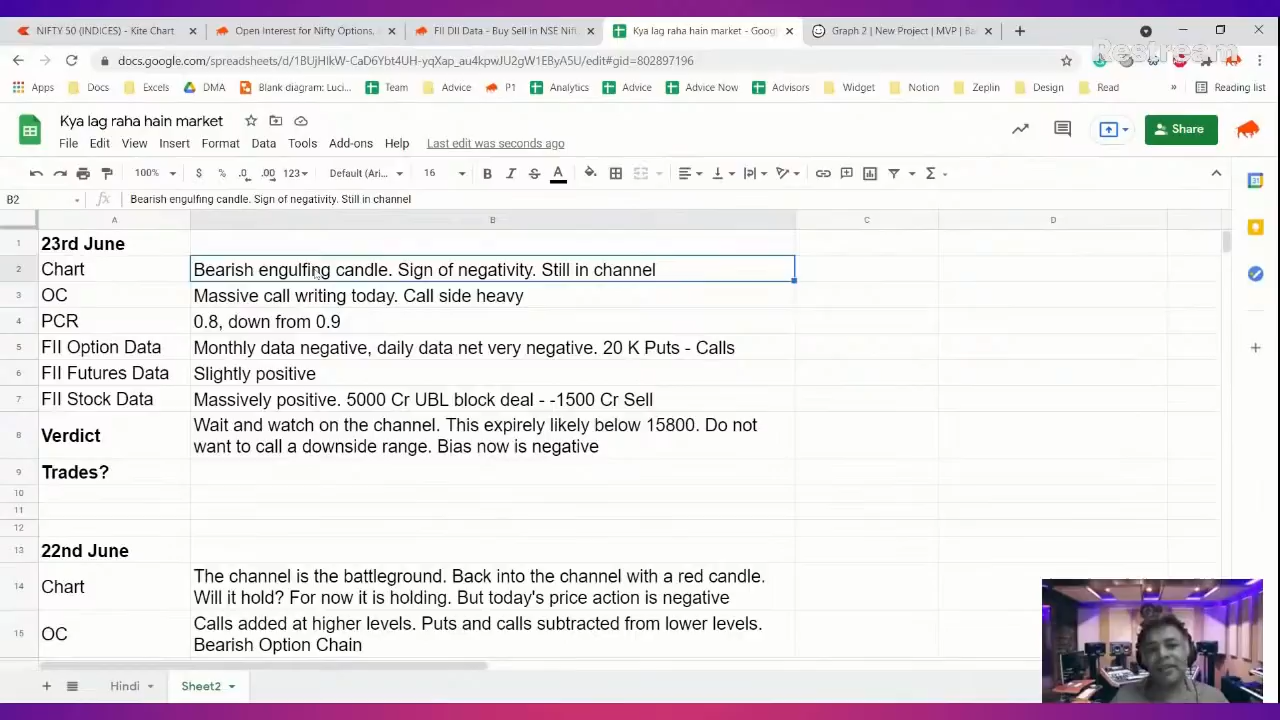 NIFTY 50 (INDICES) - Kite Chart
Open Interest for Nifty Options,
FII DII Data - Buy Sell in NSE Nif
Kya lag raha hain market - Goog
Graph 2 | New Project | MVP | Ba
Restream
docs.google.com/spreadsheets/d/
/edit#gid=802897196
Apps
Docs
Excels
DMA
Blank diagram: Luci...
Team
Advice
P1
Analytics
Advice
Advice Now
Advisors
Widget
Notion
Zeplin
Design
Read
»
Reading list
Kya lag raha hain market
File Edit View Insert Format Data Tools Add-ons Help Last edit was seconds ago
Share
100% $ % .0 .00 123 Default (Ari... 16 B I S A
B2 fx Bearish engulfing candle. Sign of negativity. Still in channel
A B C D
1 23rd June
2 Chart Bearish engulfing candle. Sign of negativity. Still in channel
3 OC Massive call writing today. Call side heavy
4 PCR 0.8, down from 0.9
5 FII Option Data Monthly data negative, daily data net very negative. 20 K Puts - Calls
6 FII Futures Data Slightly positive
7 FII Stock Data Massively positive. 5000 Cr UBL block deal - -1500 Cr Sell
8 Verdict Wait and watch on the channel. This expirely likely below 15800. Do not
want to call a downside range. Bias now is negative
9 Trades?
10
11
12
13 22nd June
14 Chart The channel is the battleground. Back into the channel with a red candle.
Will it hold? For now it is holding. But today's price action is negative
15 OC Calls added at higher levels. Puts and calls subtracted from lower levels.
Bearish Option Chain
+ Hindi Sheet2